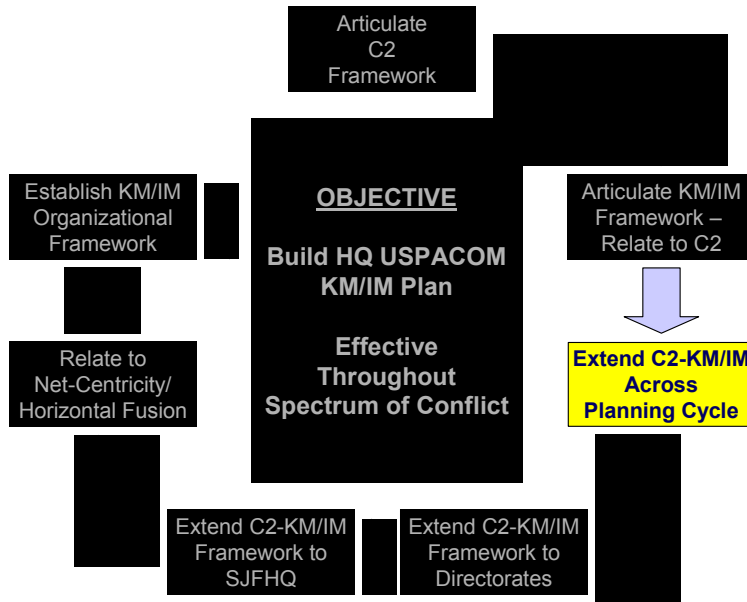 Articulate
C2
Framework
Establish KM/IM
Organizational
Framework
OBJECTIVE
Build HQ USPACOM
KM/IM Plan
Effective
Throughout
Spectrum of Conflict
Articulate KM/IM
Framework –
Relate to C2
Relate to
Net-Centricity/
Horizontal Fusion
Extend C2-KM/IM
Across
Planning Cycle
Extend C2-KM/IM
Framework to
SJFHQ
Extend C2-KM/IM
Framework to
Directorates